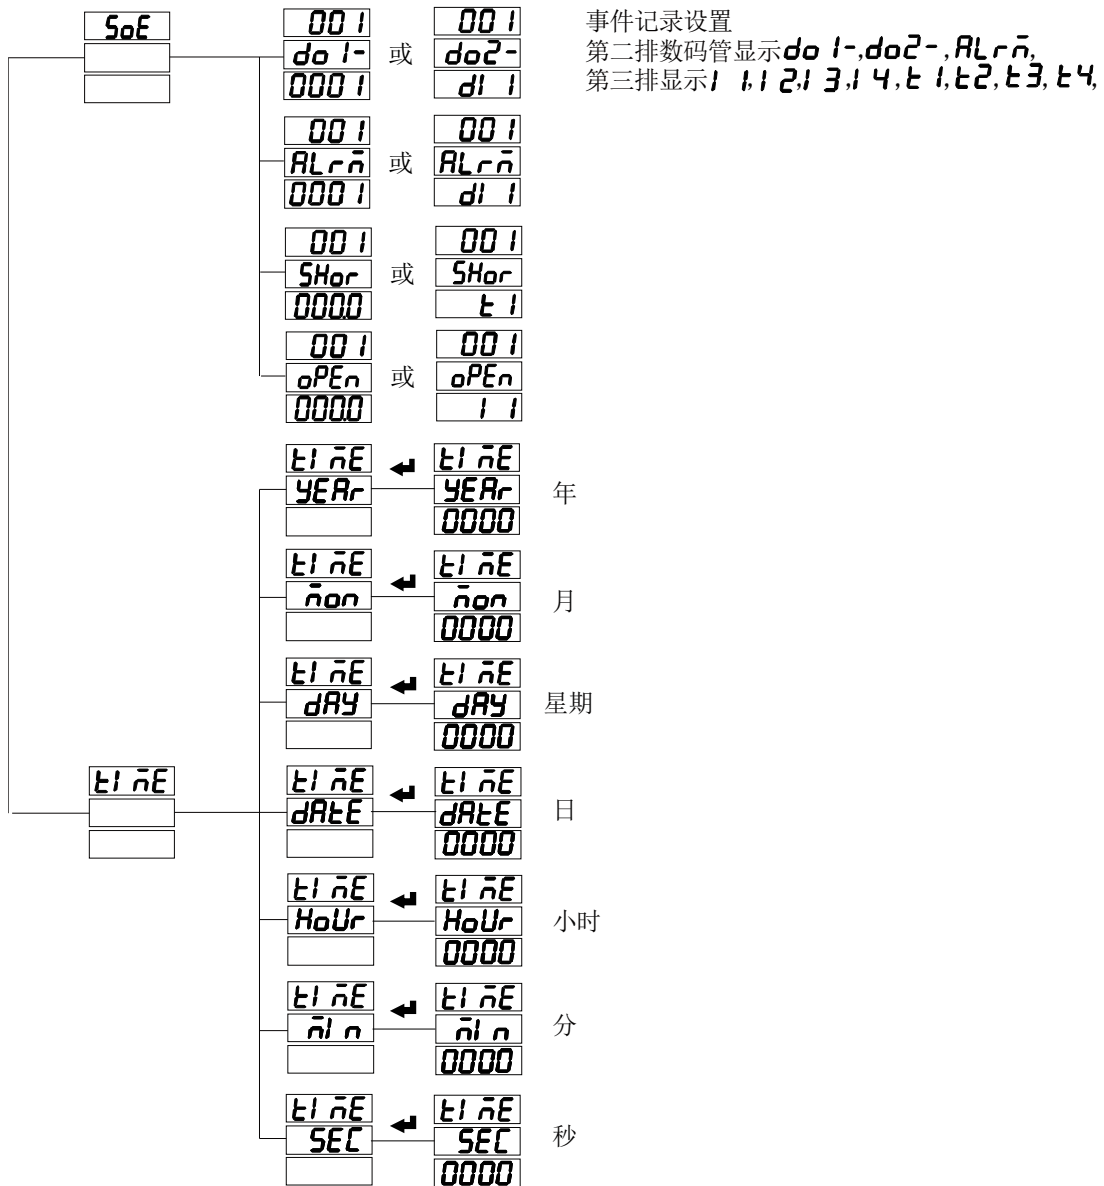 SoE
001 001
do1- 或 do2-
0001 dI 1
001 001
ALrm 或 ALrm
0001 dI 1
001 001
SHor 或 SHor
000.0 t1
001 001
oPEn 或 oPEn
000.0 1 1
事件记录设置
第二排数码管显示do1-,do2-,ALrm,
第三排显示I 1,I 2,I 3,I 4,t1,t2,t3,t4,
tImE
tImE tImE
YEAr YEAr
0000
年
tImE tImE
mon mon
0000
月
tImE tImE
dAY dAY
0000
星期
tImE tImE
dAtE dAtE
0000
日
tImE tImE
HoUr HoUr
0000
小时
tImE tImE
mIn mIn
0000
分
tImE tImE
SEC SEC
0000
秒